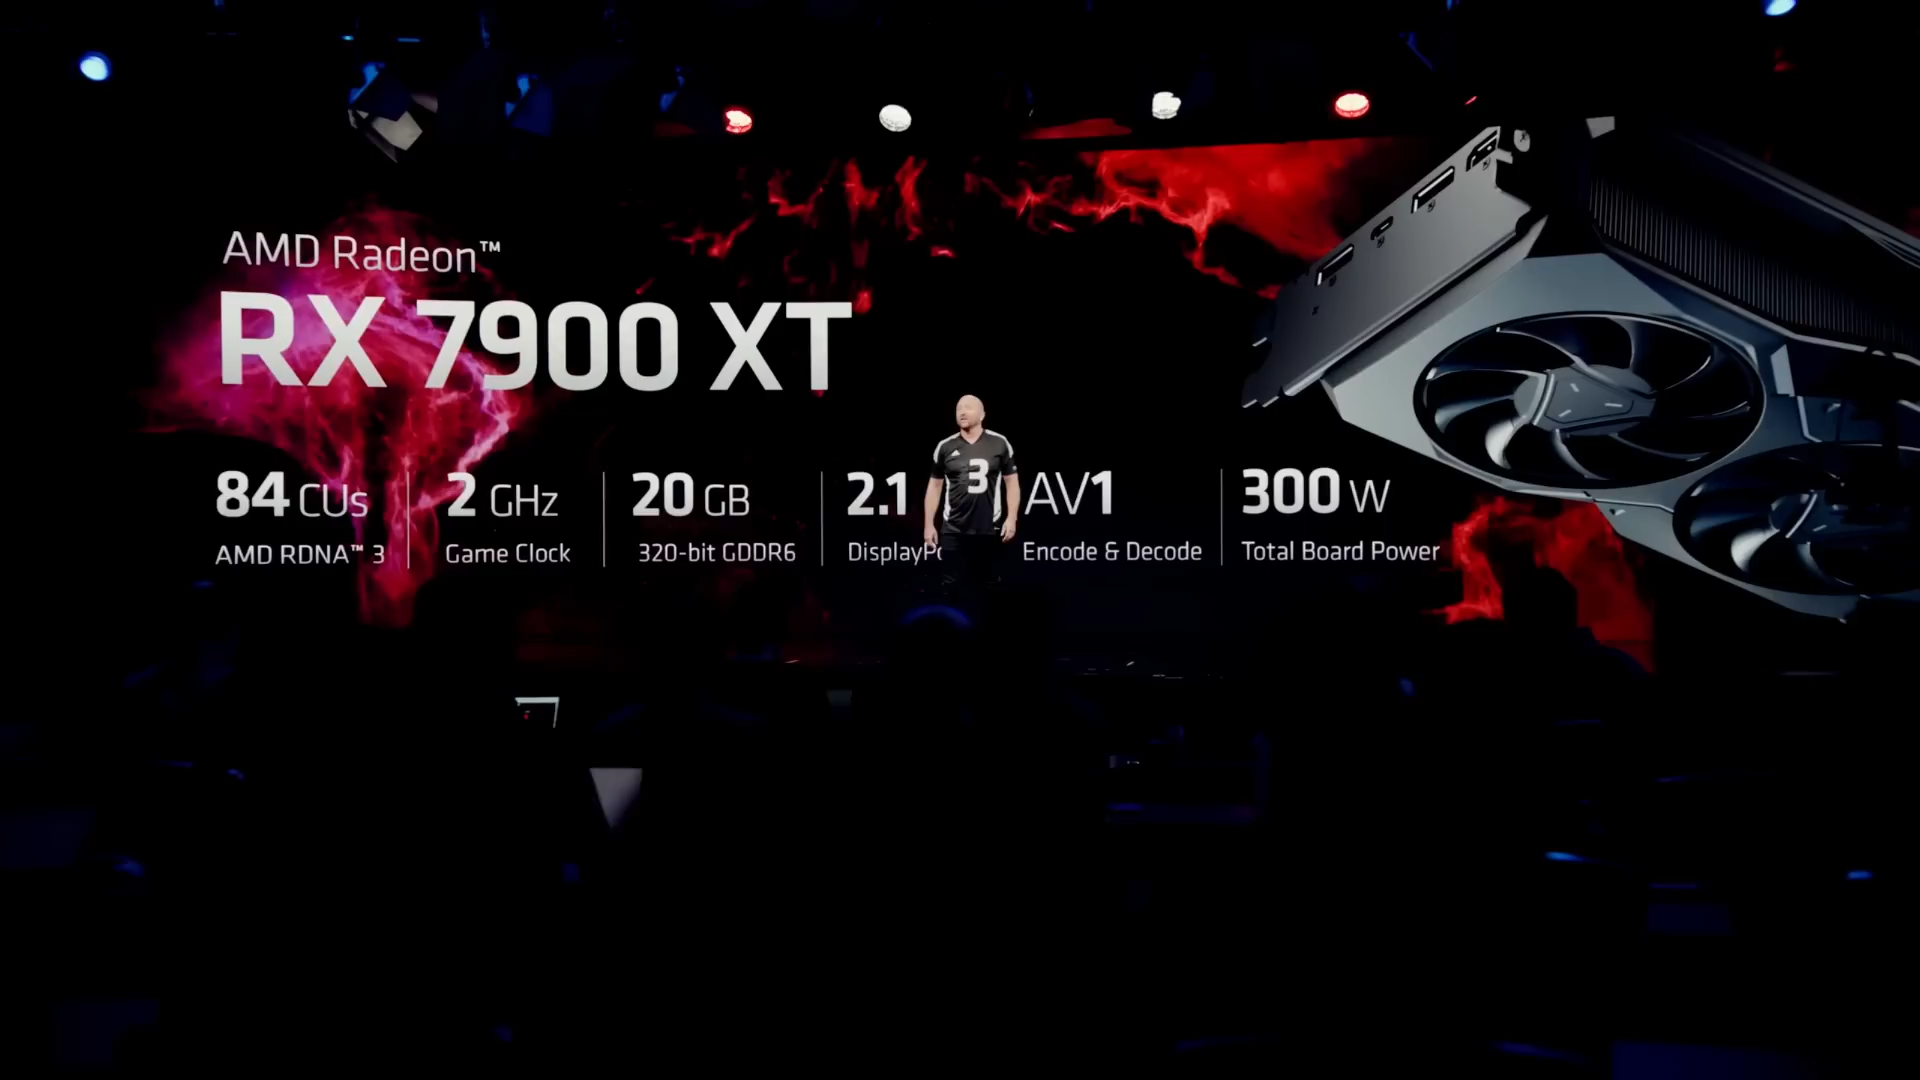 AMD Radeon™
RX 7900 XT
84 CUs
AMD RDNA™ 3
2 GHz
Game Clock
20 GB
320-bit GDDR6
2.1
3
AV1
Encode & Decode
300 W
Total Board Power